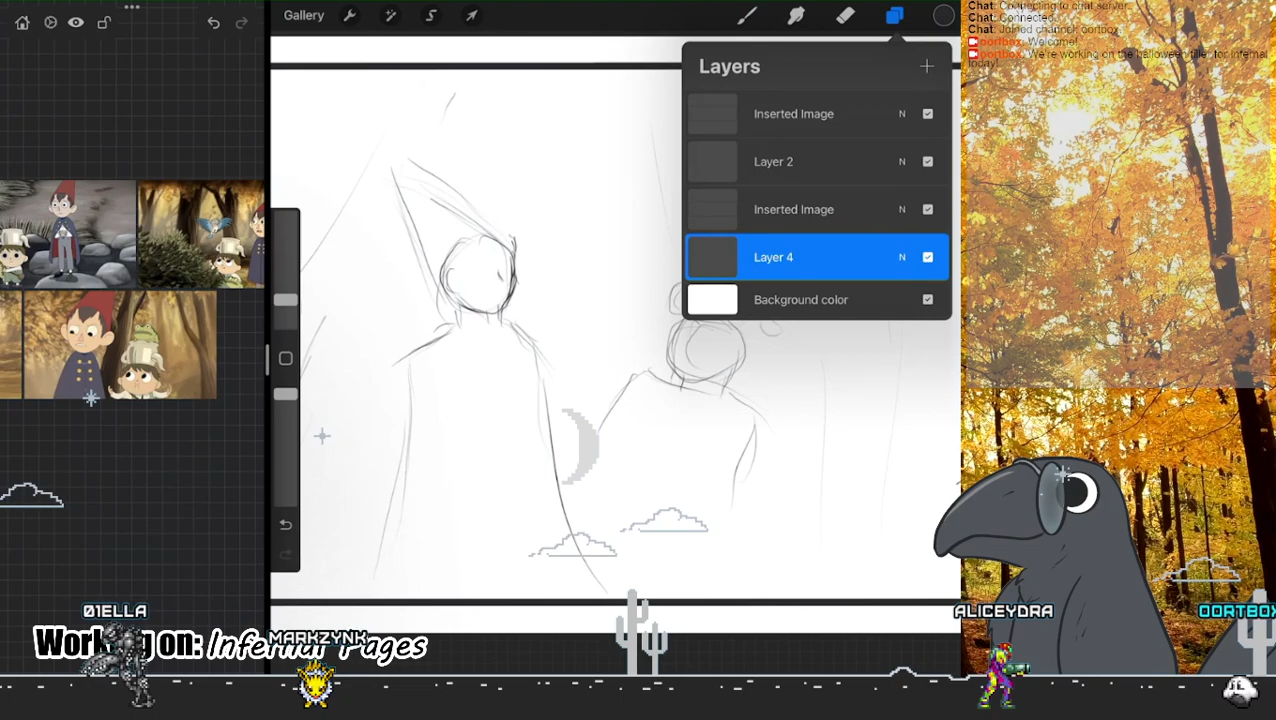 Gallery
Layers
Inserted Image N
Layer 2 N
Inserted Image N
Layer 4 N
Background color
Chat: Connecting to chat server..
Chat: Connected.
Chat: Joined channel: oortbox.
oortbox: Welcome!
oortbox: We're working on the halloween title for Infernal today!
01ELLA
MARKZYNK
ALICEYDRA
OORTBOX
Working on: Infernal Pages